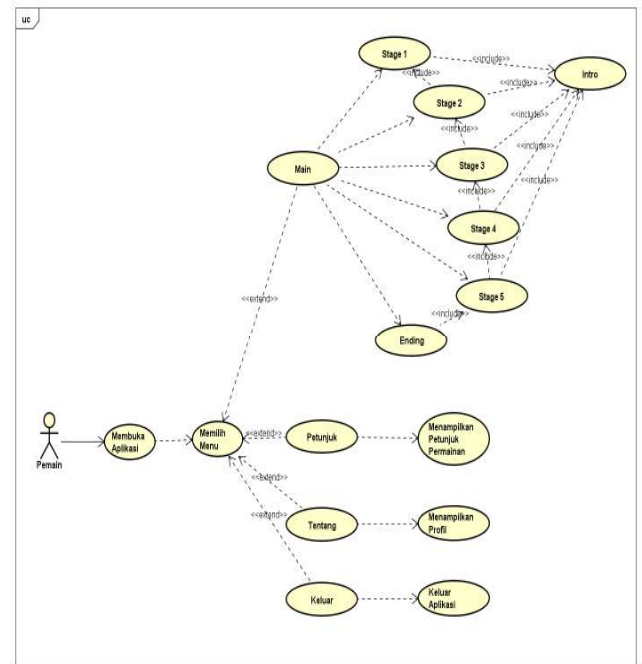 uc
Stage 1
<<include>>
Intro
<<include>>
<<include>>
Stage 2
<<include>>
<<include>>
Main
Stage 3
<<include>>
<<include>>
<<include>>
Stage 4
<<include>>
Stage 5
<<extend>>
<<include>>
Ending
Pemain
Membuka
Aplikasi
Memilih
Menu
<<extend>>
Petunjuk
Menampilkan
Petunjuk
Permainan
<<extend>>
<<extend>>
Tentang
Menampilkan
Profil
Keluar
Keluar
Aplikasi